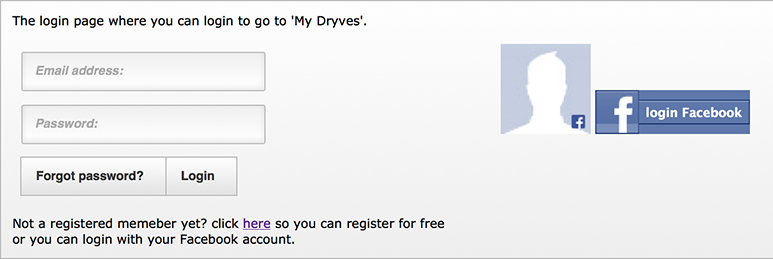 The login page where you can login to go to 'My Dryves'.
Email address:
Password:
Forgot password?
Login
f
f login Facebook
Not a registered memeber yet? click here so you can register for free
or you can login with your Facebook account.